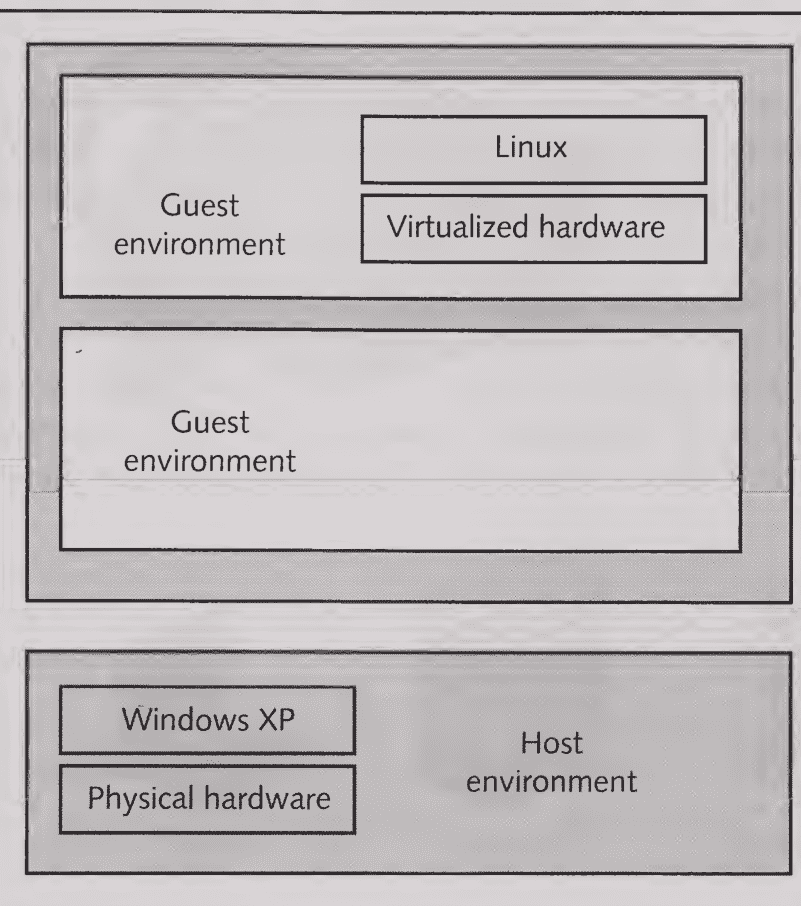 Linux
Guest
environment
Virtualized hardware
Guest
environment
Windows XP
Physical hardware
Host
environment